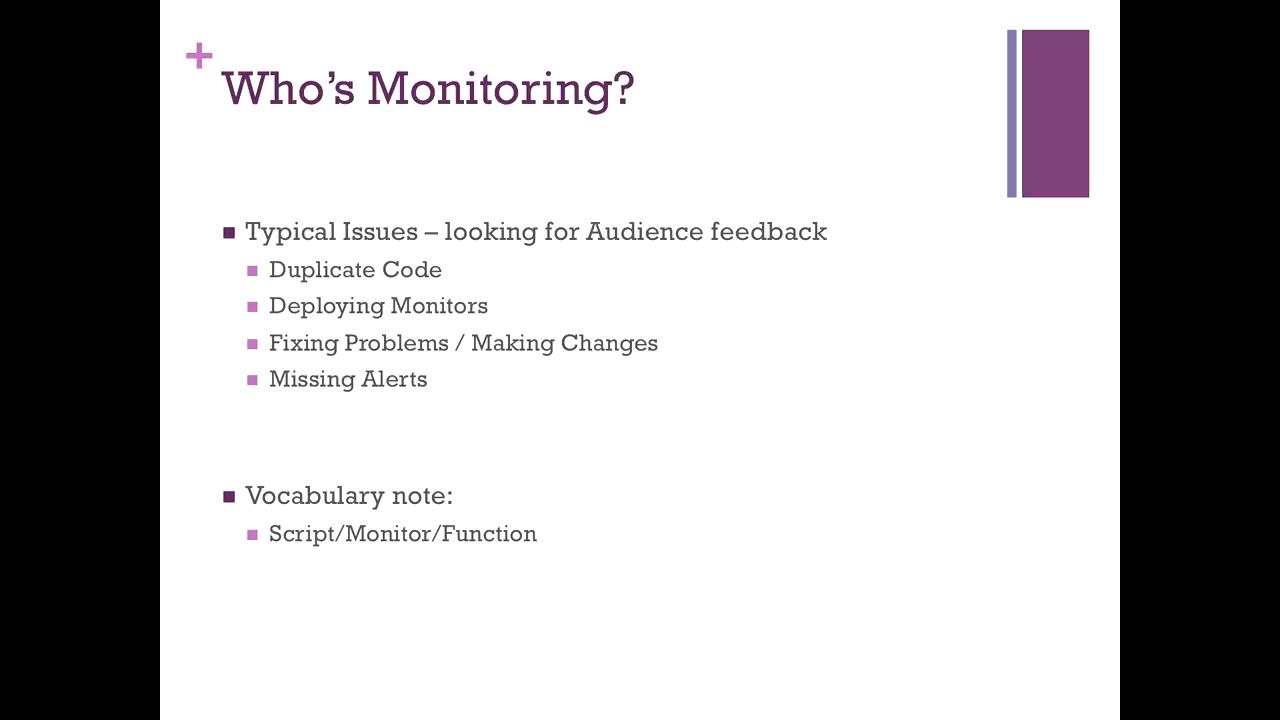 Who’s Monitoring?
Typical Issues – looking for Audience feedback
Duplicate Code
Deploying Monitors
Fixing Problems / Making Changes
Missing Alerts
Vocabulary note:
Script/Monitor/Function